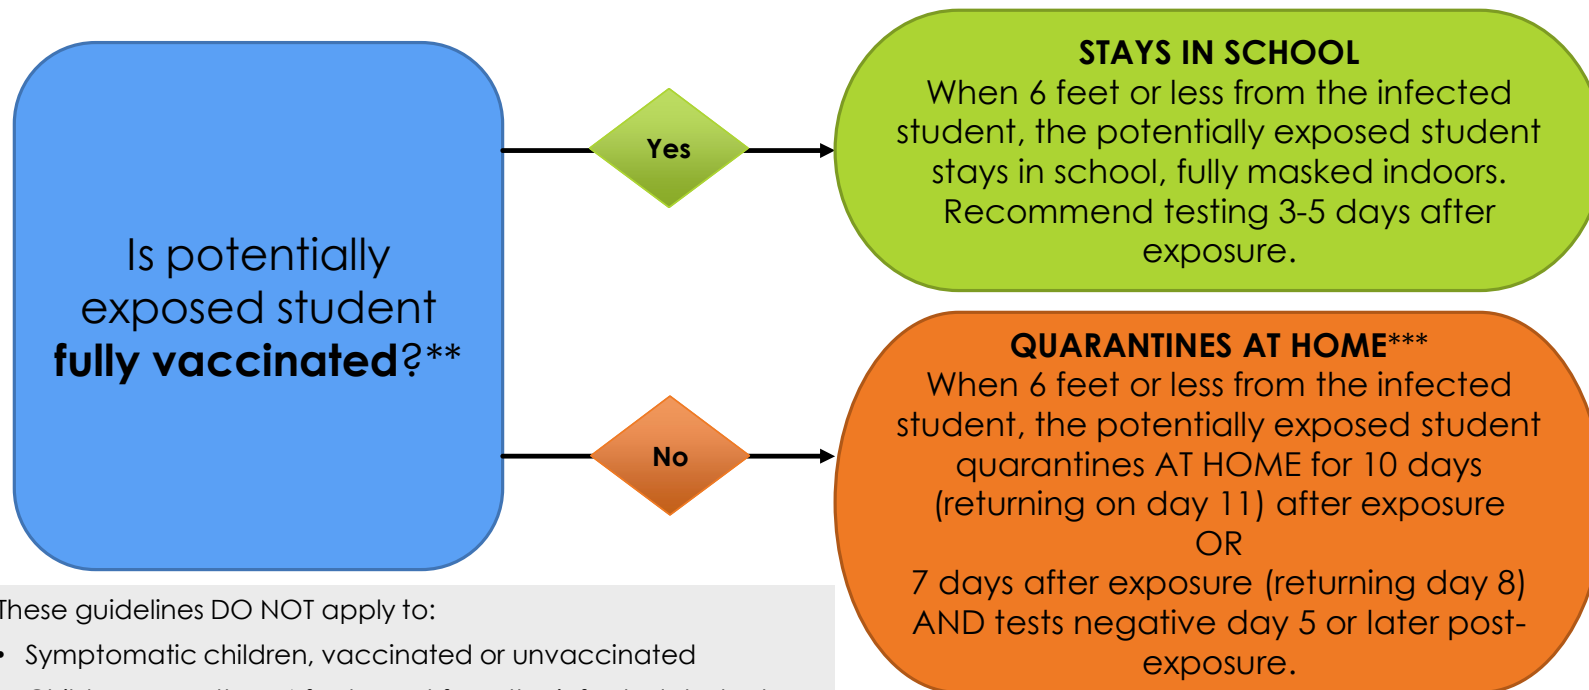 Is potentially
exposed student
fully vaccinated?**
Yes
STAYS IN SCHOOL
When 6 feet or less from the infected
student, the potentially exposed student
stays in school, fully masked indoors.
Recommend testing 3-5 days after
exposure.
No
QUARANTINES AT HOME***
When 6 feet or less from the infected
student, the potentially exposed student
quarantines AT HOME for 10 days
(returning on day 11) after exposure
OR
7 days after exposure (returning day 8)
AND tests negative day 5 or later post-
exposure.
These guidelines DO NOT apply to:
• Symptomatic children, vaccinated or unvaccinated